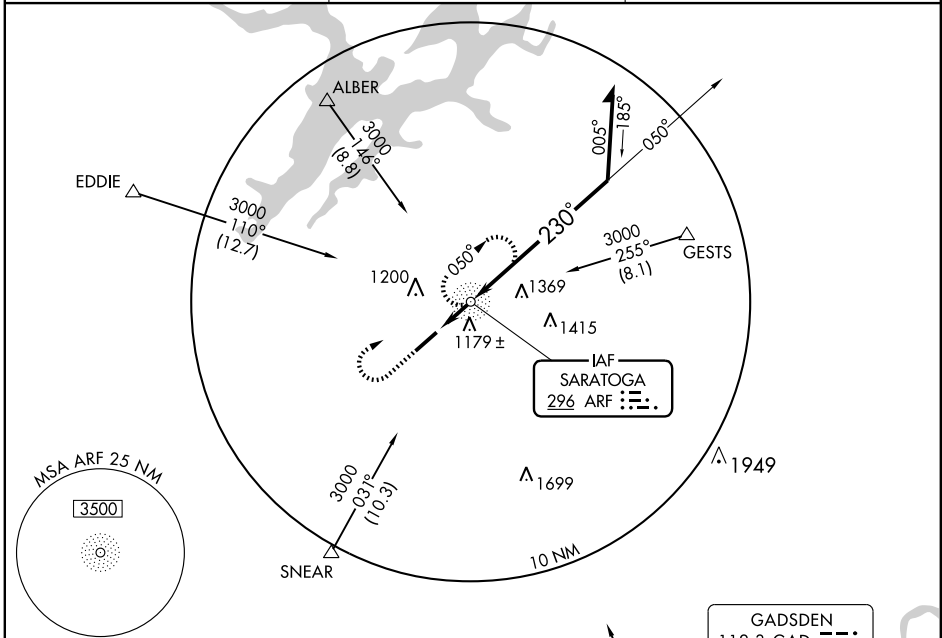 ALBER
3000
146°
(8.8)
005°
185°
050°
EDDIE
3000
110°
(12.7)
230°
3000
255°
(8.1)
GESTS
050°
1200
1369
1415
1179 ±
IAF
SARATOGA
296 ARF
MSA ARF 25 NM
3500
3000
031°
(10.3)
SNEAR
1699
1949
10 NM
GADSDEN